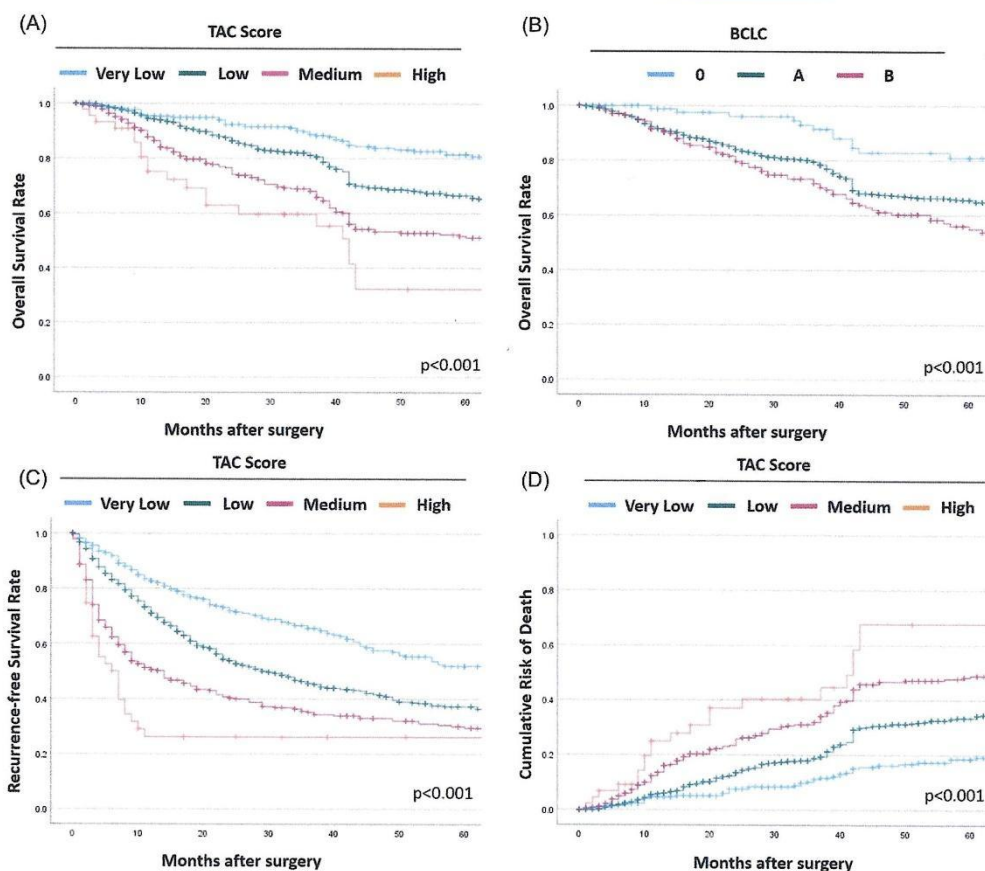 (A)
TAC Score
Very Low Low Medium High
Overall Survival Rate
1.0
0.8
0.6
0.4
0.2
0.0
p<0.001
0 10 20 30 40 50 60
Months after surgery
(B)
BCLC
0 A B
Overall Survival Rate
1.0
0.8
0.6
0.4
0.2
0.0
p<0.001
0 10 20 30 40 50 60
Months after surgery
(C)
TAC Score
Very Low Low Medium High
Recurrence-free Survival Rate
1.0
0.8
0.6
0.4
0.2
0.0
p<0.001
0 10 20 30 40 50 60
Months after surgery
(D)
TAC Score
Very Low Low Medium High
Cumulative Risk of Death
1.0
0.8
0.6
0.4
0.2
0.0
p<0.001
0 10 20 30 40 50 60
Months after surgery